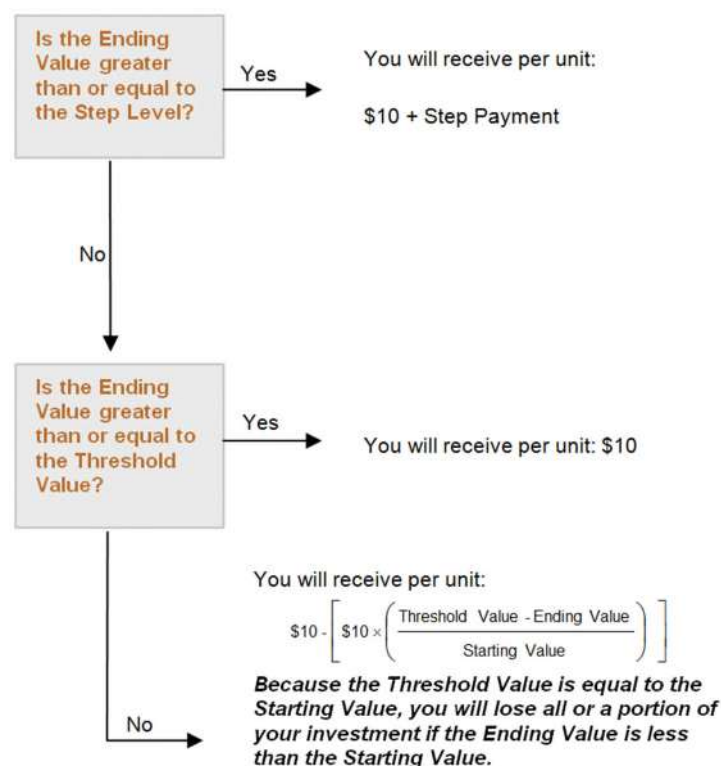 Is the Ending
Value greater
than or equal to
the Step Level?
Yes
You will receive per unit:
$10 + Step Payment
No
Is the Ending
Value greater
than or equal to
the Threshold
Value?
Yes
You will receive per unit: $10
You will receive per unit:
$10 - [ $10 × ( Threshold Value - Ending Value / Starting Value ) ]
Because the Threshold Value is equal to the
Starting Value, you will lose all or a portion of
your investment if the Ending Value is less
than the Starting Value.
No